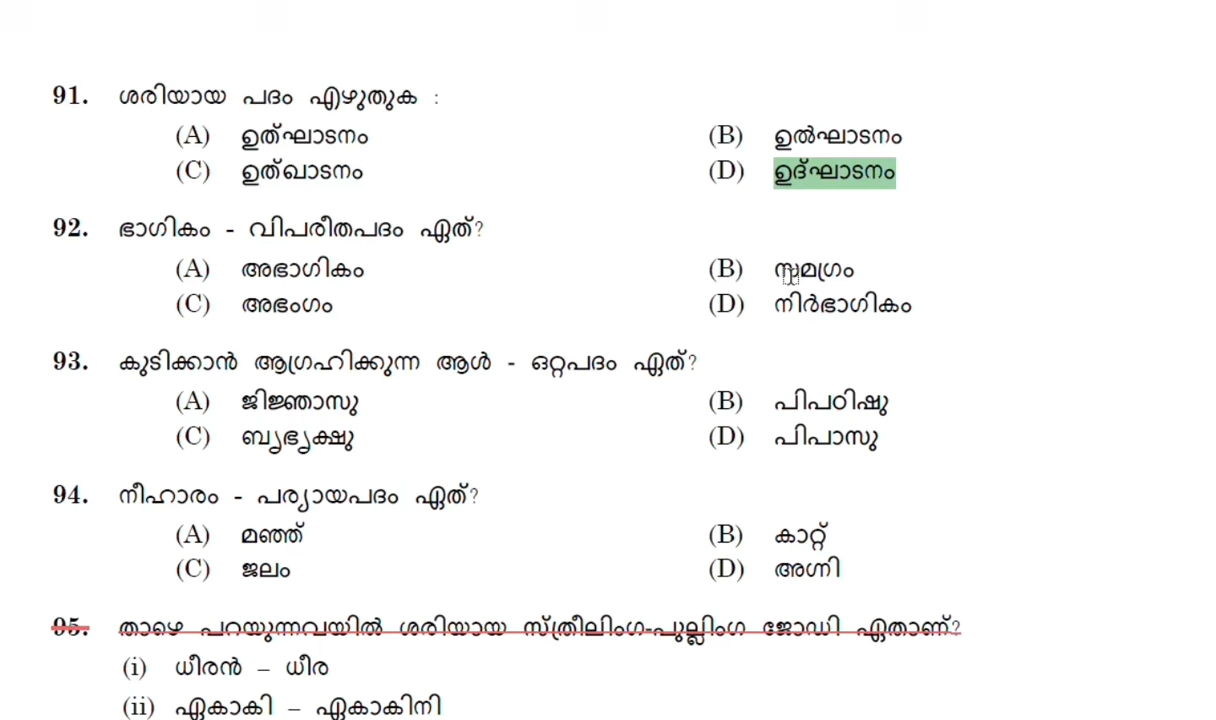 91. ശരിയായ പദം എഴുതുക :
(A) ഉത്ഘാടനം (B) ഉൽഘാടനം
(C) ഉത്ഖാടനം (D) ഉദ്ഘാടനം
92. ഭാഗികം - വിപരീതപദം ഏത്?
(A) അഭാഗികം (B) സമഗ്രം
(C) അഭംഗം (D) നിർഭാഗികം
93. കുടിക്കാൻ ആഗ്രഹിക്കുന്ന ആൾ - ഒറ്റപദം ഏത്?
(A) ജിജ്ഞാസു (B) പിപഠിഷു
(C) ബൃഭൃക്ഷു (D) പിപാസു
94. നീഹാരം - പര്യായപദം ഏത്?
(A) മഞ്ഞ് (B) കാറ്റ്
(C) ജലം (D) അഗ്നി
95. താഴെ പറയുന്നവയിൽ ശരിയായ സ്ത്രീലിംഗ-പുല്ലിംഗ ജോഡി ഏതാണ്?
(i) ധീരൻ – ധീര
(ii) ഏകാകി – ഏകാകിനി